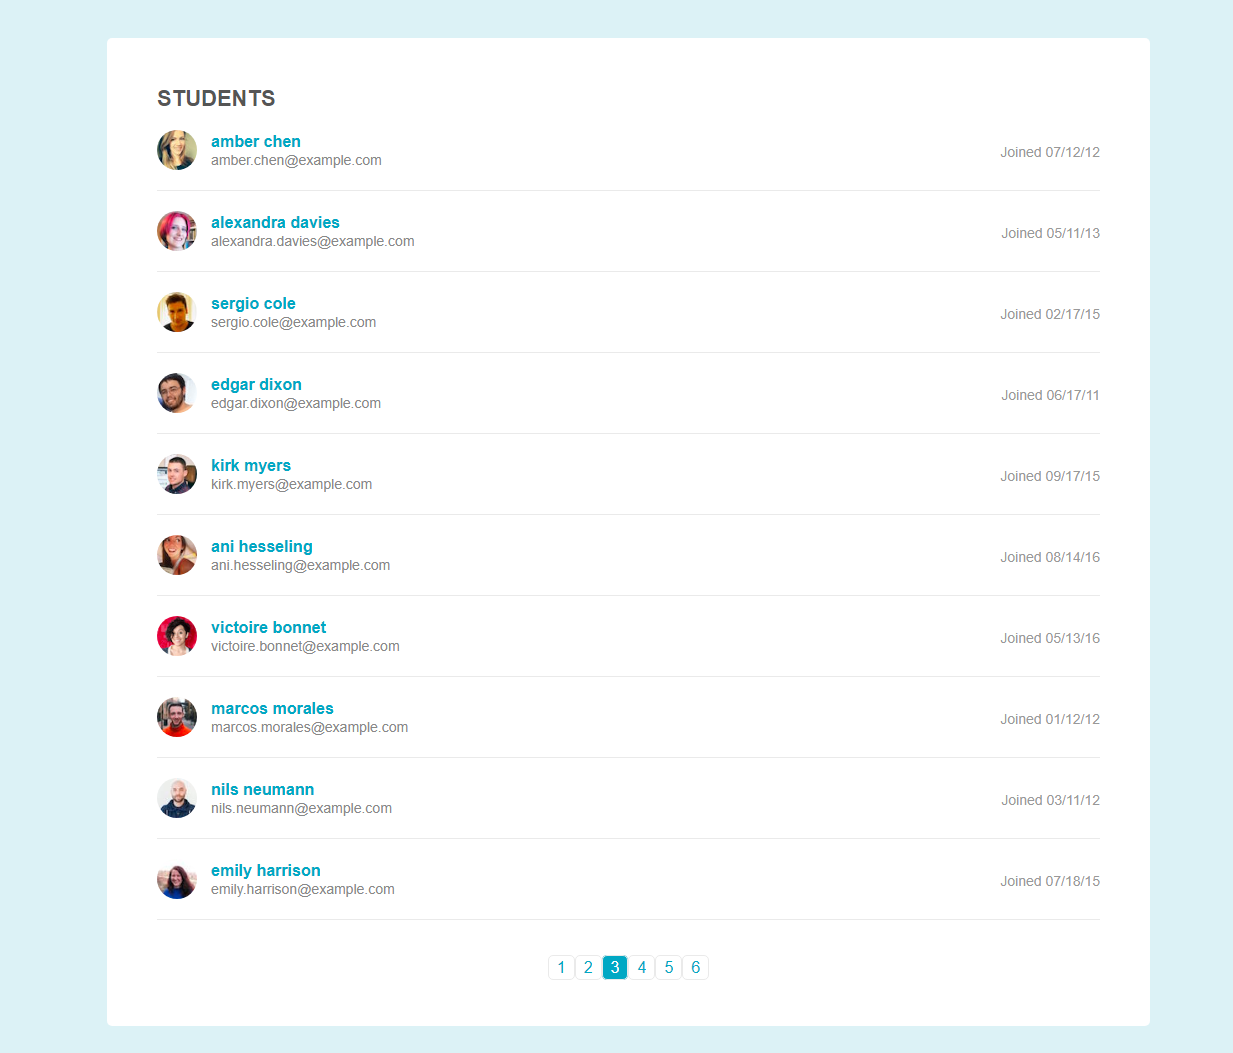 STUDENTS
amber chen
amber.chen@example.com
Joined 07/12/12
alexandra davies
alexandra.davies@example.com
Joined 05/11/13
sergio cole
sergio.cole@example.com
Joined 02/17/15
edgar dixon
edgar.dixon@example.com
Joined 06/17/11
kirk myers
kirk.myers@example.com
Joined 09/17/15
ani hesseling
ani.hesseling@example.com
Joined 08/14/16
victoire bonnet
victoire.bonnet@example.com
Joined 05/13/16
marcos morales
marcos.morales@example.com
Joined 01/12/12
nils neumann
nils.neumann@example.com
Joined 03/11/12
emily harrison
emily.harrison@example.com
Joined 07/18/15
1 2 3 4 5 6